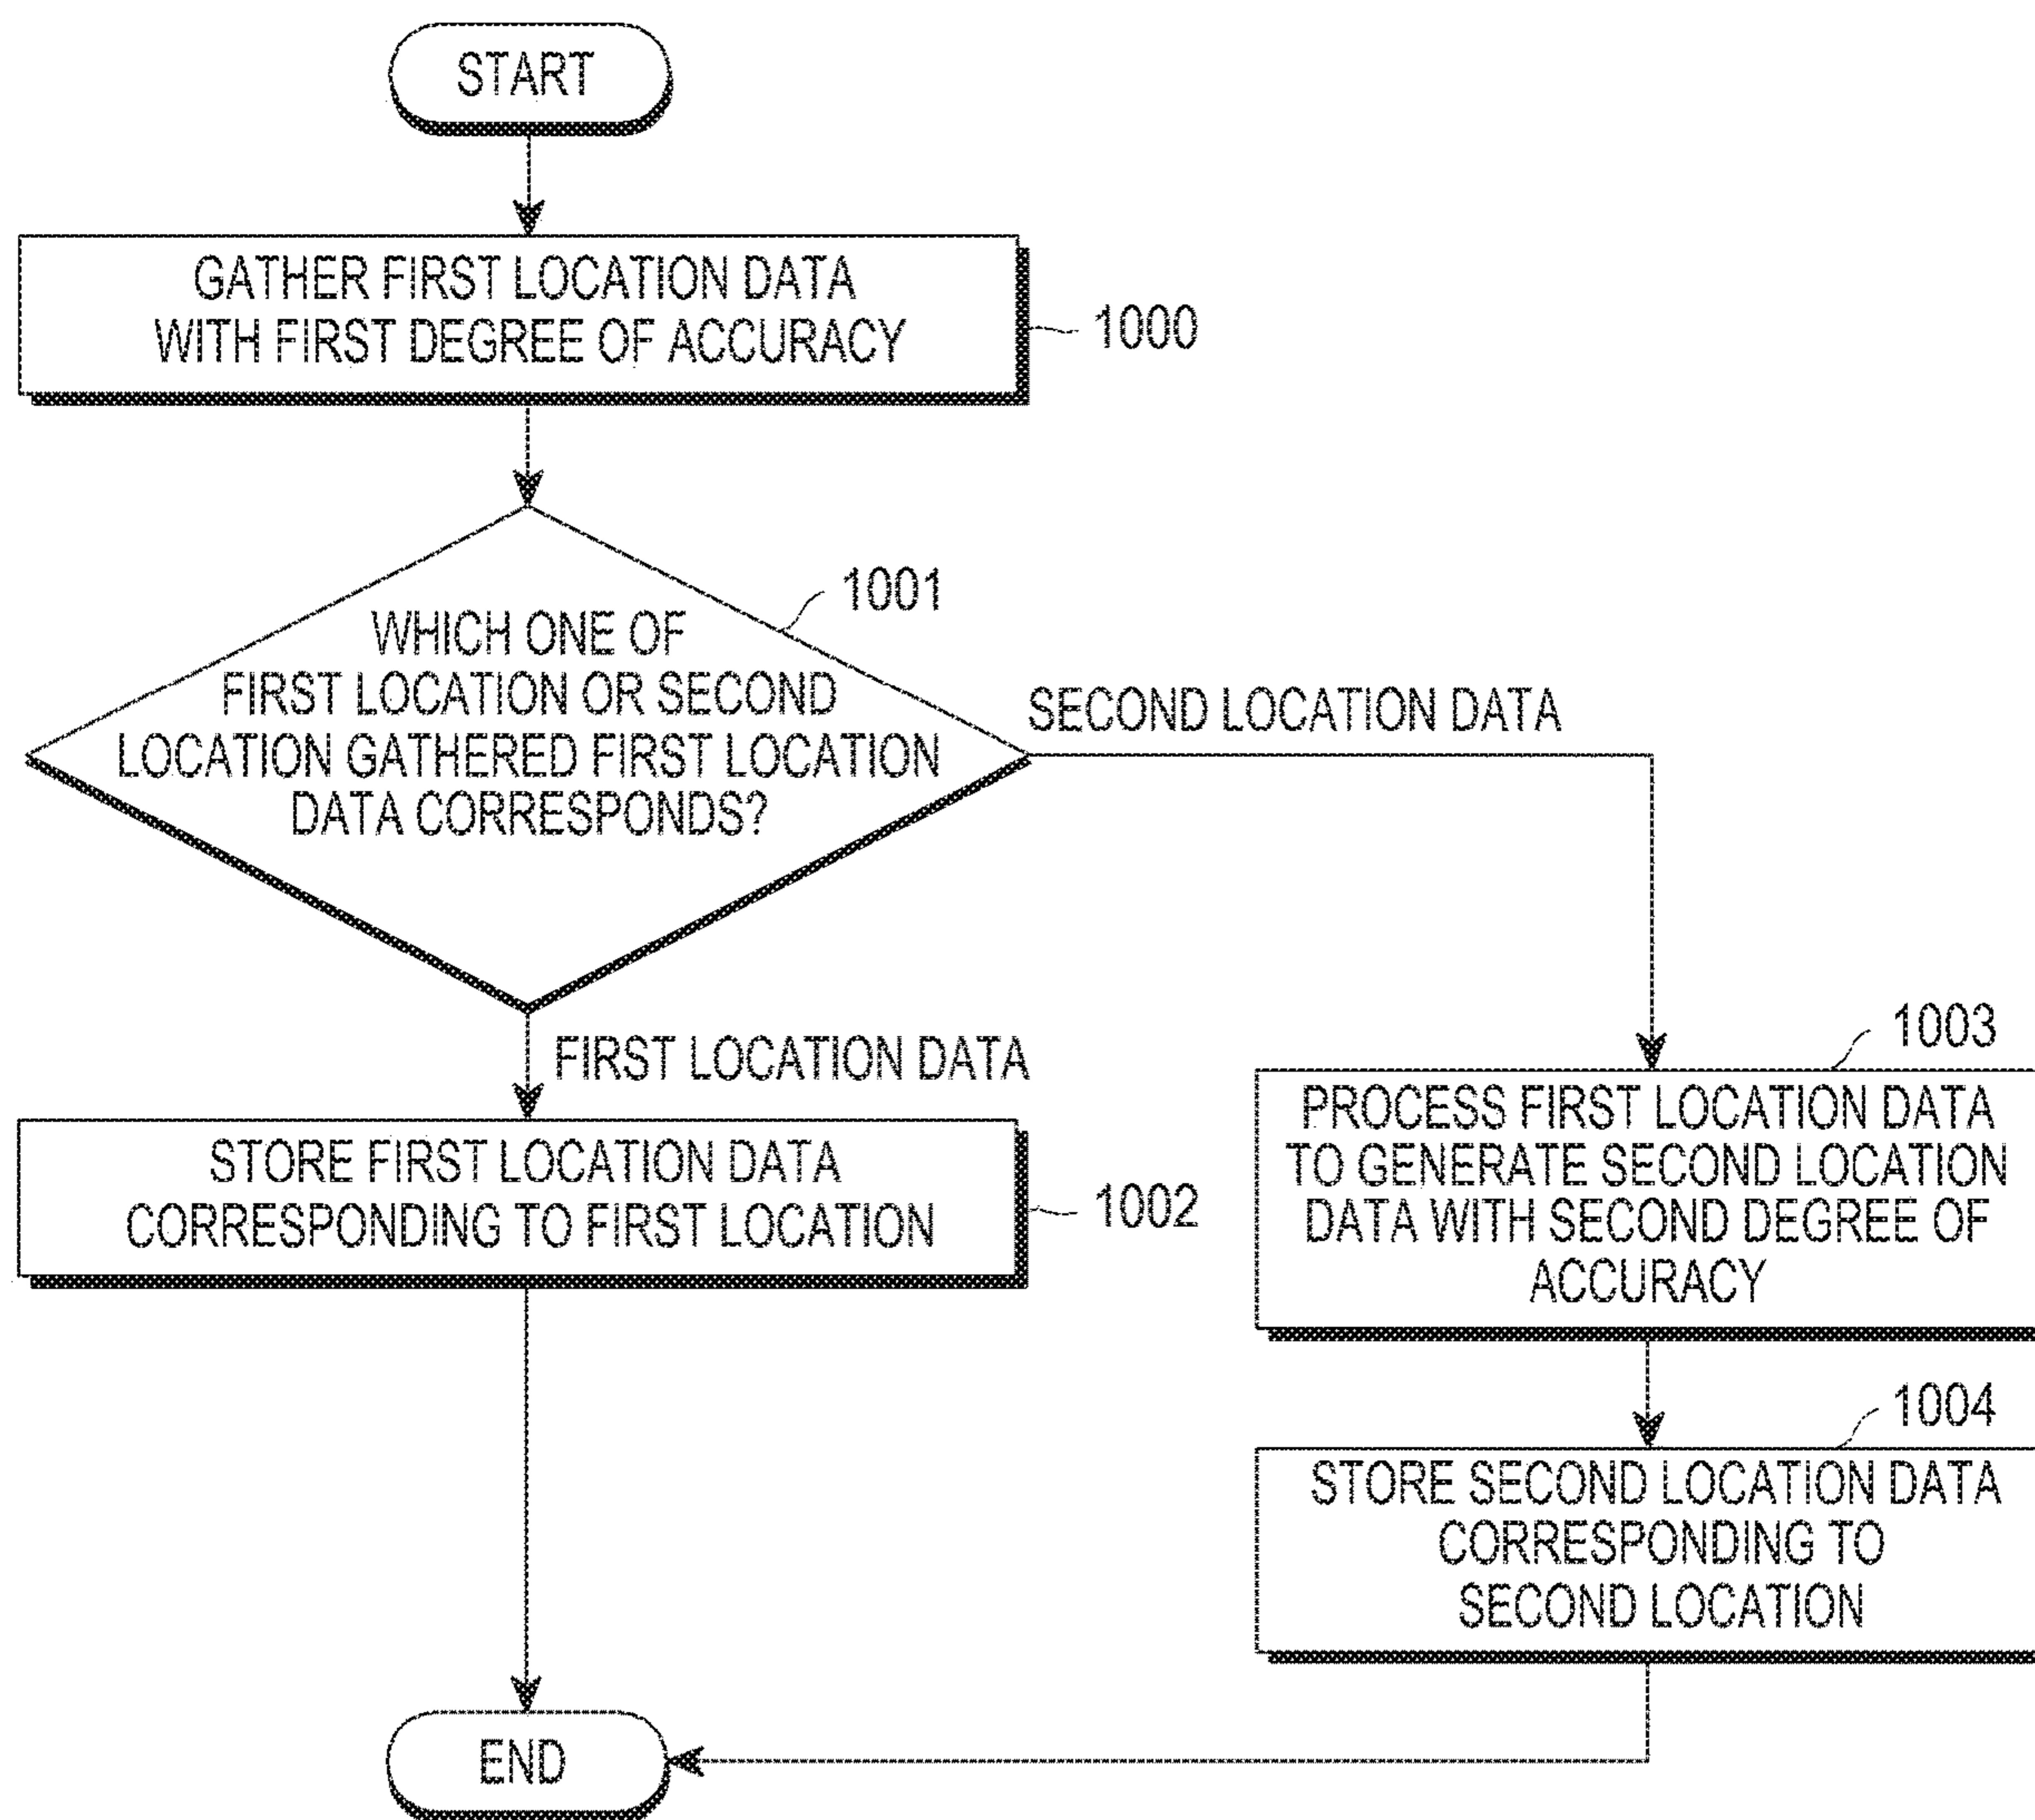 START
GATHER FIRST LOCATION DATA
WITH FIRST DEGREE OF ACCURACY
1000
1001
WHICH ONE OF
FIRST LOCATION OR SECOND
LOCATION GATHERED FIRST LOCATION
DATA CORRESPONDS?
SECOND LOCATION DATA
FIRST LOCATION DATA
STORE FIRST LOCATION DATA
CORRESPONDING TO FIRST LOCATION
1002
1003
PROCESS FIRST LOCATION DATA
TO GENERATE SECOND LOCATION
DATA WITH SECOND DEGREE OF
ACCURACY
1004
STORE SECOND LOCATION DATA
CORRESPONDING TO
SECOND LOCATION
END